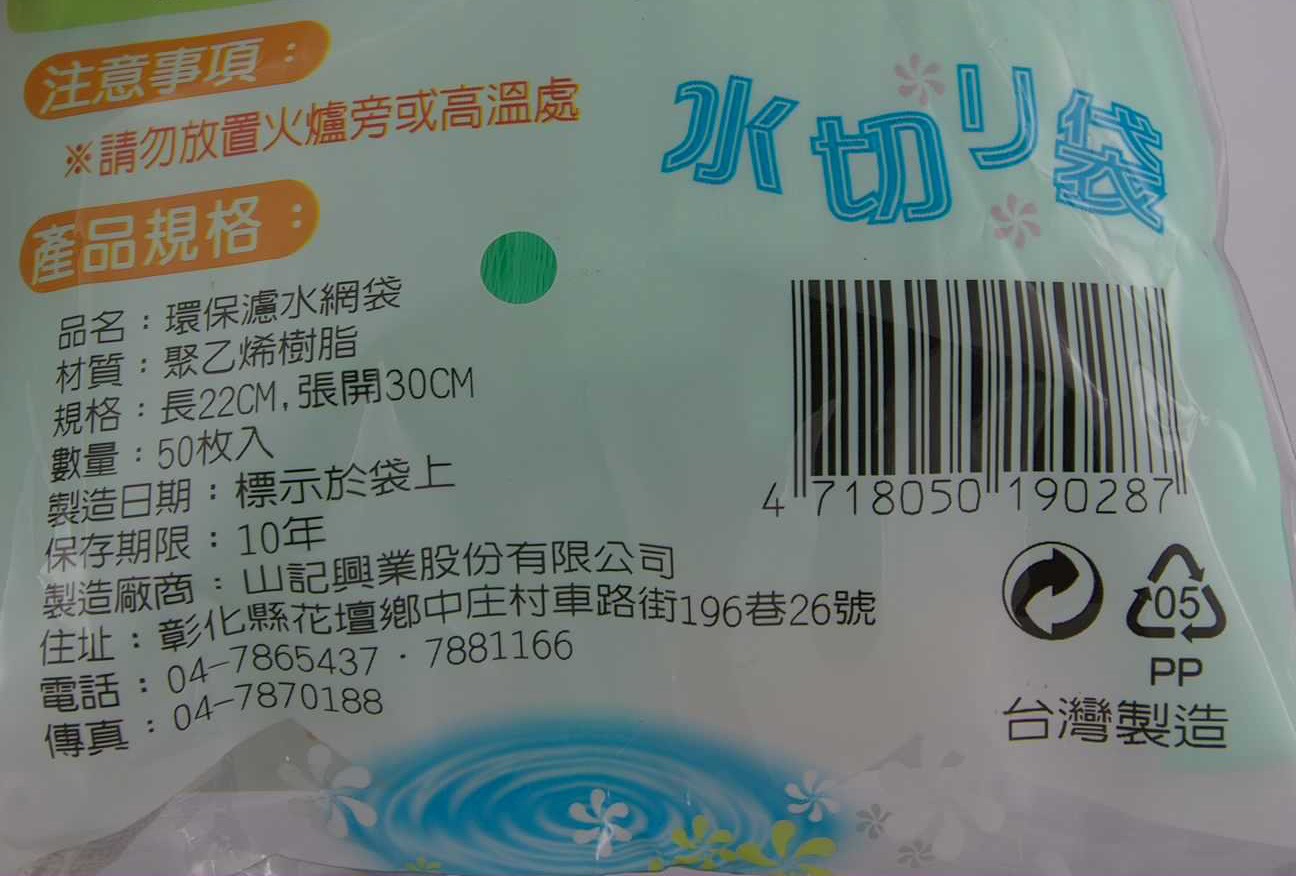 注意事項：
※請勿放置火爐旁或高溫處
水切り袋
產品規格：
品名：環保濾水網袋
材質：聚乙烯樹脂
規格：長22CM,張開30CM
數量：50枚入
製造日期：標示於袋上
保存期限：10年
製造廠商：山記興業股份有限公司
住址：彰化縣花壇鄉中庄村車路街196巷26號
電話：04-7865437·7881166
傳真：04-7870188
4 718050 190287
05
PP
台灣製造